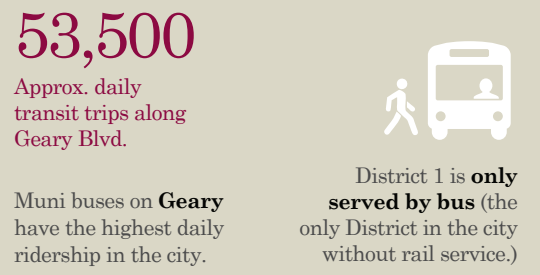 53,500
Approx. daily
transit trips along
Geary Blvd.
Muni buses on Geary
have the highest daily
ridership in the city.
District 1 is only
served by bus (the
only District in the city
without rail service.)